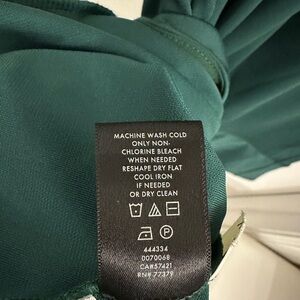 MACHINE WASH COLD
ONLY NON-
CHLORINE BLEACH
WHEN NEEDED
RESHAPE DRY FLAT
COOL IRON
IF NEEDED
OR DRY CLEAN
P
444334
0070068
CA#57421
RN# 77379